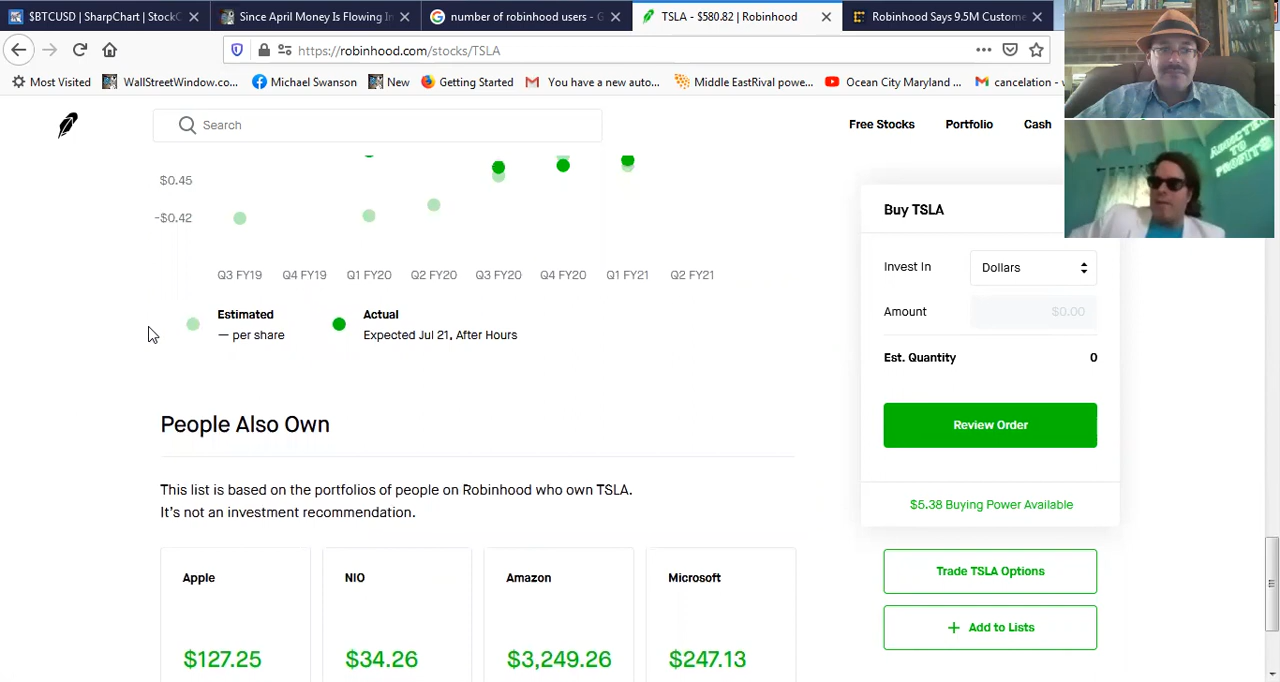 $BTCUSD | SharpChart | StockC
Since April Money Is Flowing In
number of robinhood users - G
TSLA - $580.82 | Robinhood
Robinhood Says 9.5M Custome
https://robinhood.com/stocks/TSLA
Most Visited
WallStreetWindow.co...
Michael Swanson
New
Getting Started
You have a new auto...
Middle EastRival powe...
Ocean City Maryland ...
cancelation -
Search
Free Stocks
Portfolio
Cash
ADDICTED
TO
PROFITS
$0.45
-$0.42
Q3 FY19
Q4 FY19
Q1 FY20
Q2 FY20
Q3 FY20
Q4 FY20
Q1 FY21
Q2 FY21
Estimated
— per share
Actual
Expected Jul 21, After Hours
Buy TSLA
Invest In
Dollars
Amount
$0.00
Est. Quantity
0
Review Order
$5.38 Buying Power Available
Trade TSLA Options
+ Add to Lists
People Also Own
This list is based on the portfolios of people on Robinhood who own TSLA.
It's not an investment recommendation.
Apple
$127.25
NIO
$34.26
Amazon
$3,249.26
Microsoft
$247.13